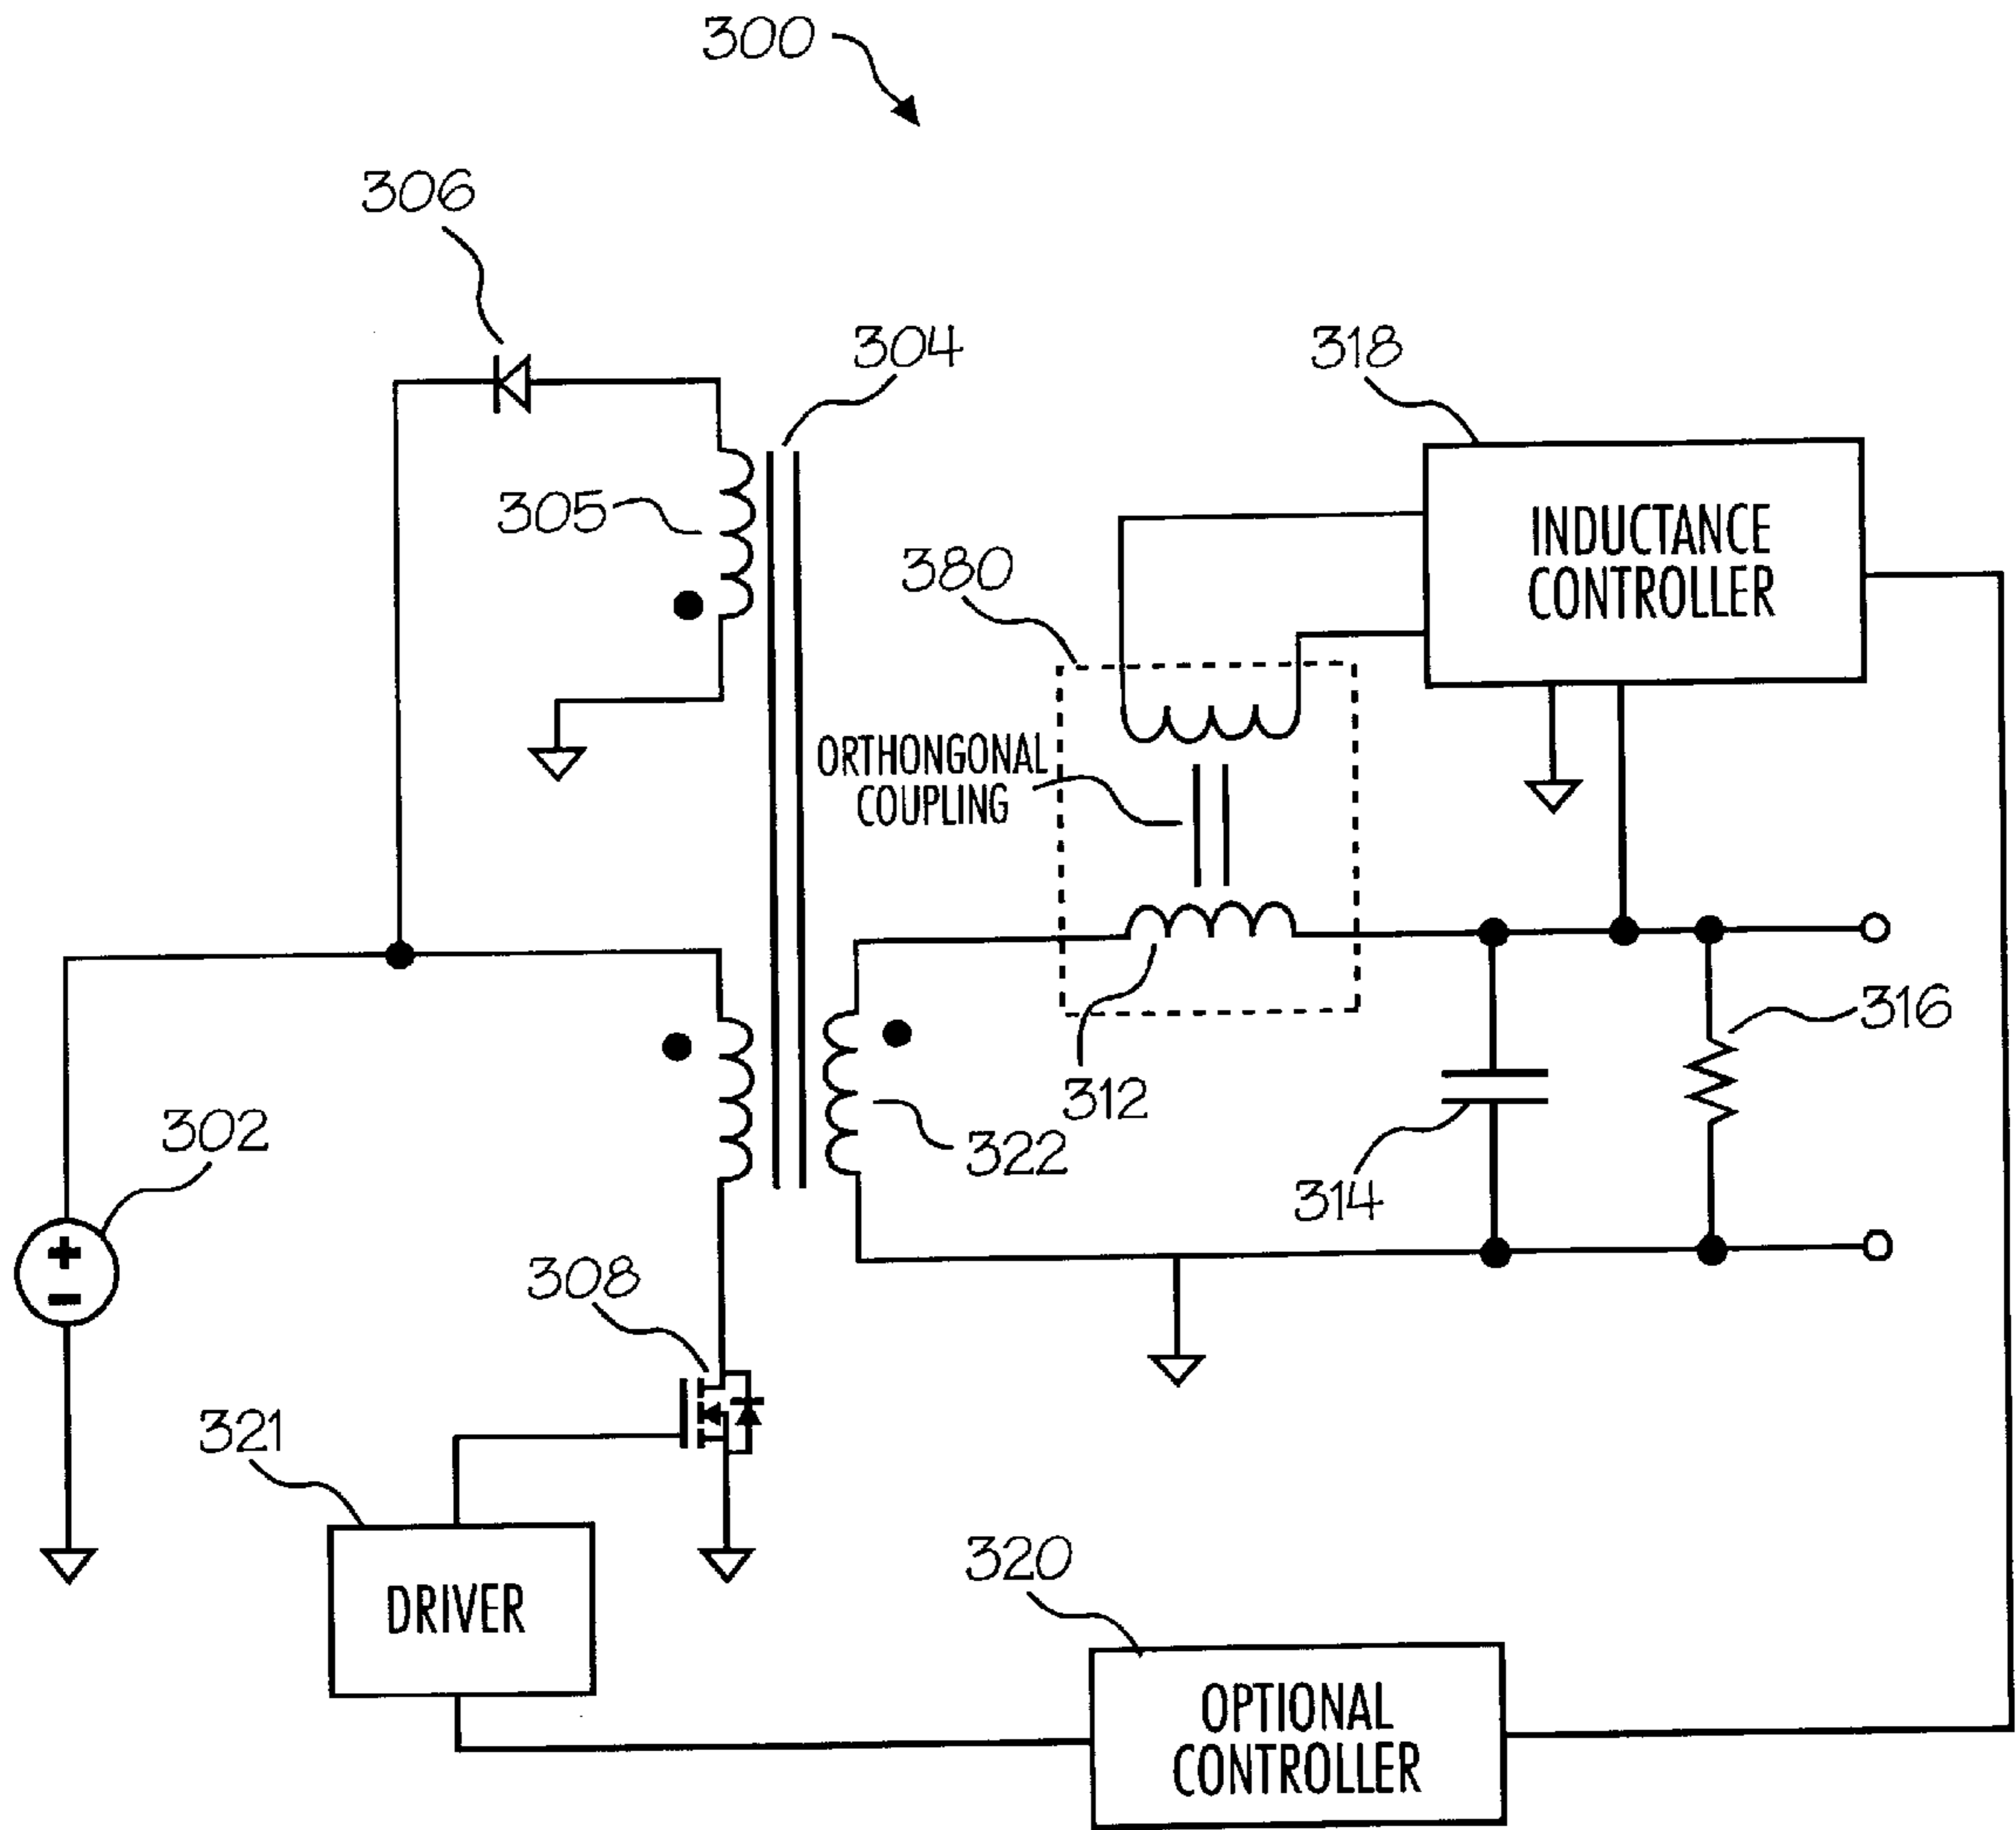 300
306
304
318
305
INDUCTANCE
CONTROLLER
380
ORTHONGONAL
COUPLING
316
312
302
322
314
308
321
320
DRIVER
OPTIONAL
CONTROLLER